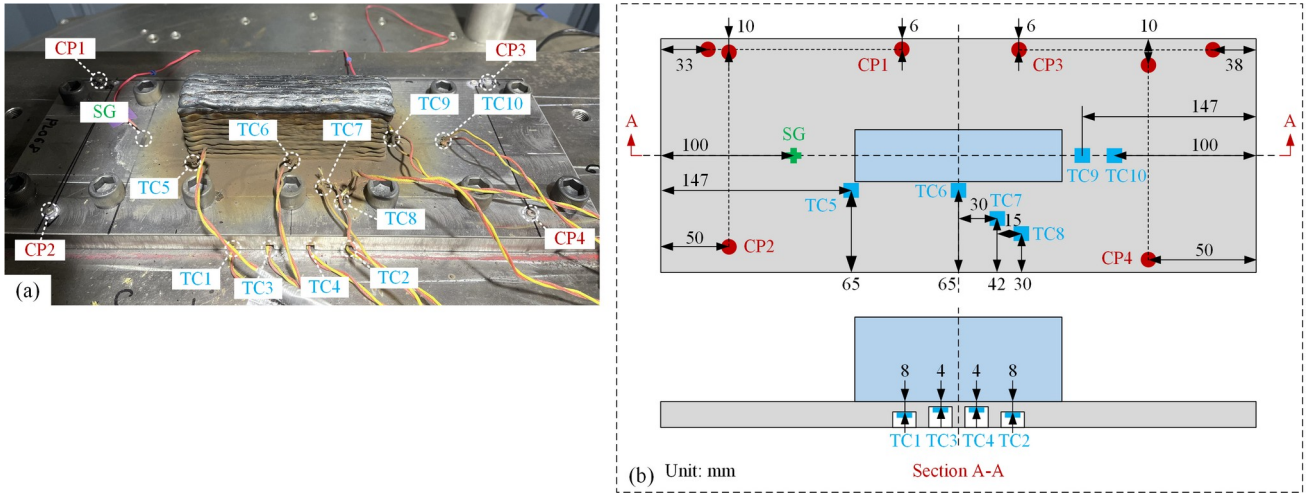 CP1
CP3
SG
TC9
TC10
TC6
TC7
TC5
TC8
CP2
CP4
TC1
TC3
TC4
TC2
(a)
10
6
6
10
33
CP1
CP3
38
147
A
SG
A
100
100
147
TC9
TC10
TC5
TC6
30
TC7
15
TC8
50
CP2
CP4
50
65
65
42
30
8
4
4
8
TC1
TC3
TC4
TC2
(b)
Unit: mm
Section A-A